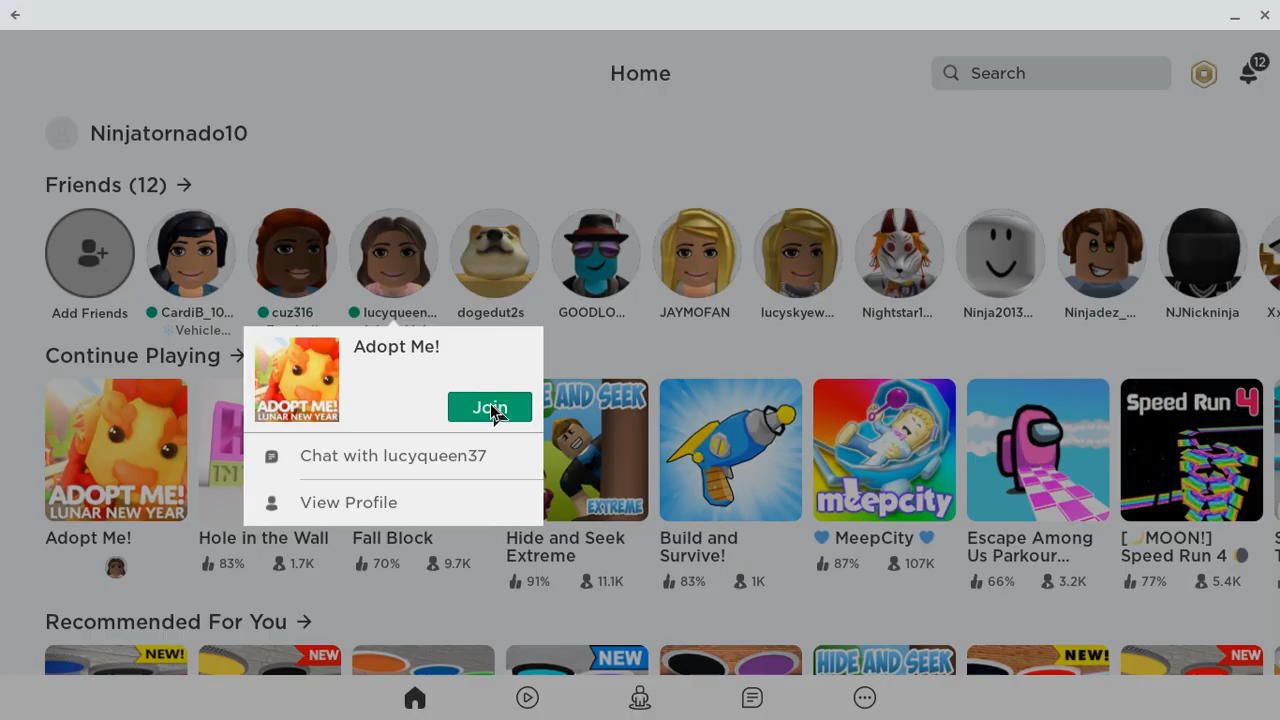 Home
Search
12
Ninjatornado10
Friends (12) →
Add Friends
CardiB_10...
cuz316
lucyqueen...
dogedut2s
GOODLO...
JAYMOFAN
lucyskyew...
Nightstar1...
Ninja2013...
Ninjadez_...
NJNickninja
Vehicle...
Continue Playing →
Adopt Me!
ADOPT ME!
LUNAR NEW YEAR
Join
Chat with lucyqueen37
View Profile
ADOPT ME!
LUNAR NEW YEAR
IN
AND SEEK
EXTREME
meepcity
Speed Run 4
Adopt Me!
Hole in the Wall
83% 1.7K
Fall Block
70% 9.7K
Hide and Seek
Extreme
91% 11.1K
Build and
Survive!
83% 1K
💙 MeepCity 💙
87% 107K
Escape Among
Us Parkour...
66% 3.2K
[🌙MOON!]
Speed Run 4 🌒
77% 5.4K
Recommended For You →
NEW!
NEW
NEW
HIDE AND SEEK
NEW!
NEW